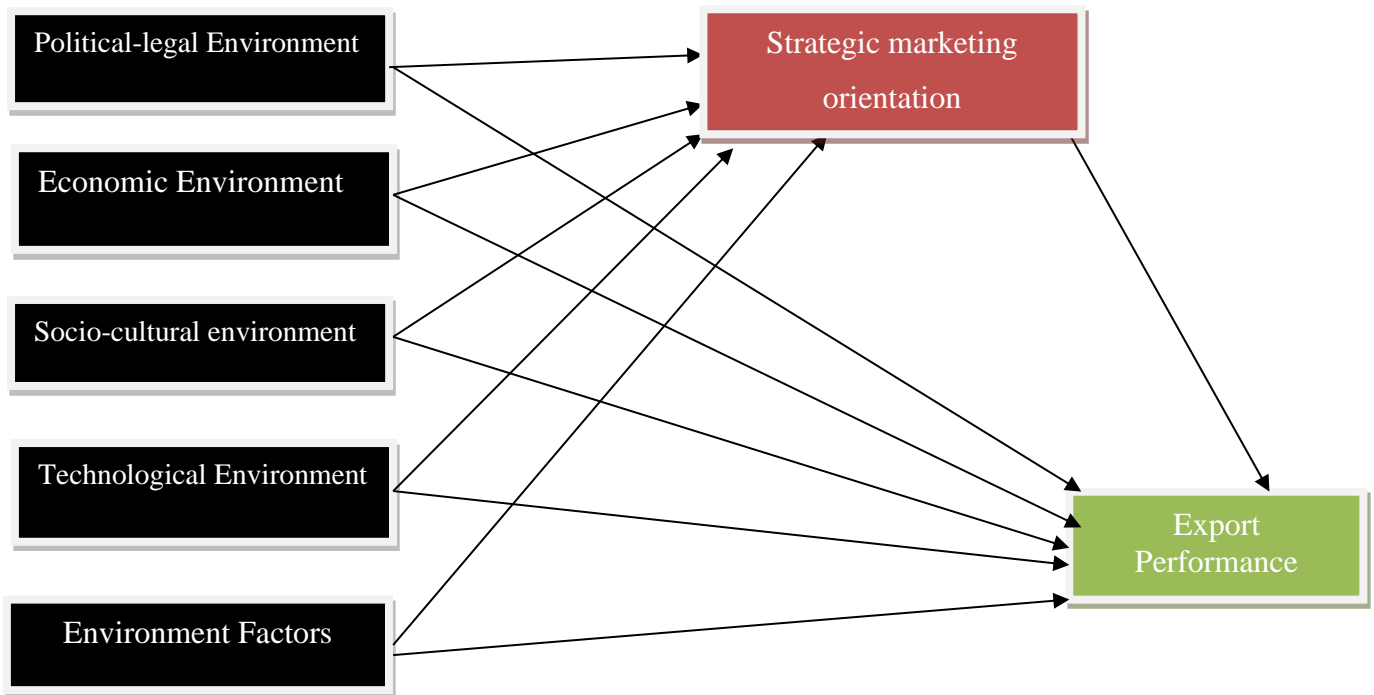 Political-legal Environment
Strategic marketing
orientation
Economic Environment
Socio-cultural environment
Technological Environment
Export
Performance
Environment Factors